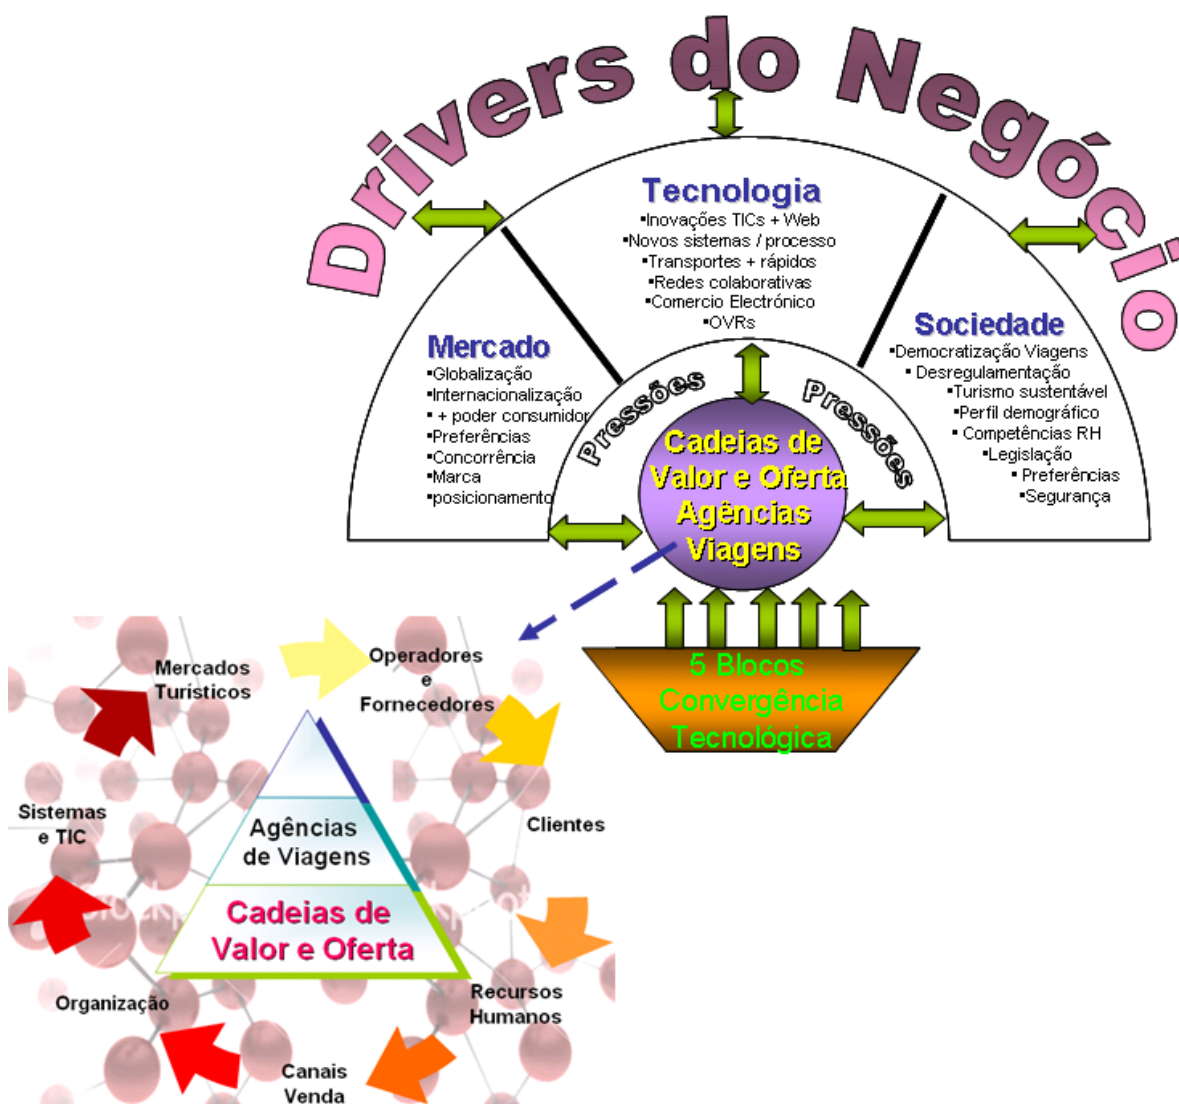 Drivers do Negócio
Tecnologia
▪Inovações TICs + Web
▪Novos sistemas / processo
▪Transportes + rápidos
▪Redes colaborativas
▪Comercio Electrónico
▪OVRs
Mercado
▪Globalização
▪Internacionalização
▪ + poder consumidor
▪Preferências
▪Concorrência
▪Marca
▪posicionamento
Sociedade
▪Democratização Viagens
▪Desregulamentação
▪Turismo sustentável
▪Perfil demográfico
▪Competências RH
▪Legislação
▪Preferências
▪Segurança
Pressões
Pressões
Cadeias de
Valor e Oferta
Agências
Viagens
5 Blocos
Convergência
Tecnológica
Mercados
Turísticos
Operadores
e
Fornecedores
Clientes
Recursos
Humanos
Canais
Venda
Organização
Sistemas
e TIC
Agências
de Viagens
Cadeias de
Valor e Oferta